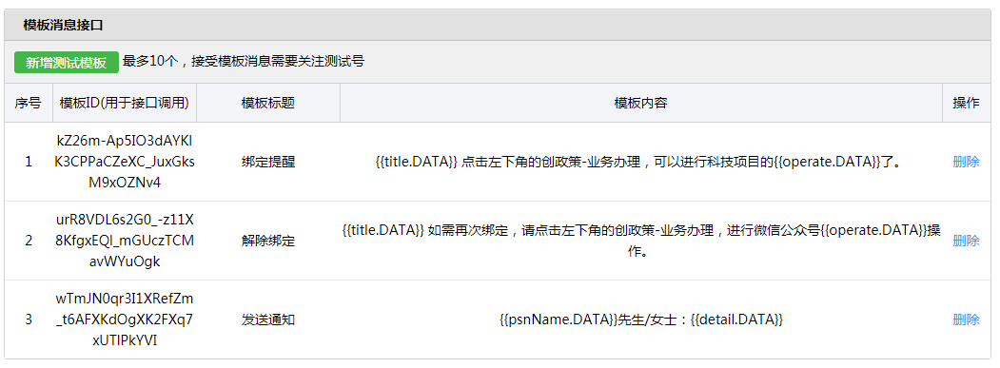 模板消息接口
新增测试模板 最多10个，接受模板消息需要关注测试号
序号 模板ID(用于接口调用) 模板标题 模板内容 操作
1 kZ26m-Ap5IO3dAYKlK3CPPaCZeXC_JuxGksM9xOZNv4 绑定提醒 {{title.DATA}} 点击左下角的创政策-业务办理，可以进行科技项目的{{operate.DATA}}了。 删除
2 urR8VDL6s2G0_-z11X8KfgxEQl_mGUczTCMavWYuOgk 解除绑定 {{title.DATA}} 如需再次绑定，请点击左下角的创政策-业务办理，进行微信公众号{{operate.DATA}}操作。 删除
3 wTmJN0qr3I1XRefZm_t6AFXKdOgXK2FXq7xUTlPkYVI 发送通知 {{psnName.DATA}}先生/女士：{{detail.DATA}} 删除